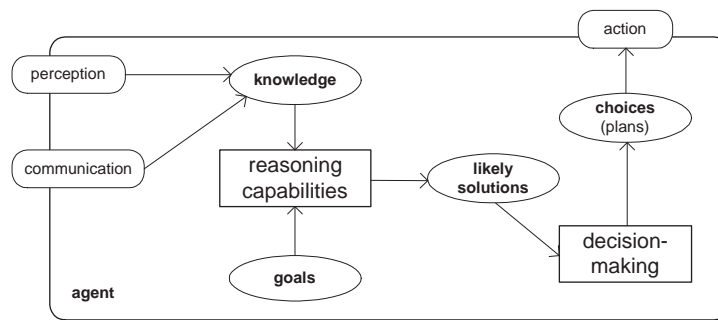 action
perception
knowledge
choices
(plans)
communication
reasoning
capabilities
likely
solutions
decision-
making
goals
agent